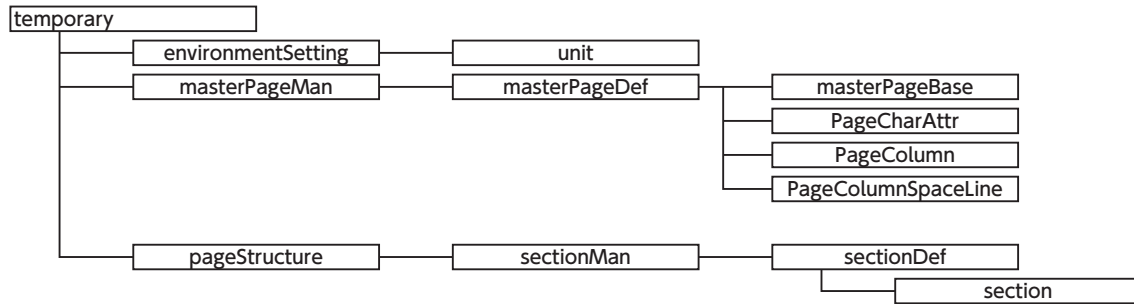 temporary
environmentSetting unit
masterPageMan masterPageDef masterPageBase
PageCharAttr
PageColumn
PageColumnSpaceLine
pageStructure sectionMan sectionDef
section